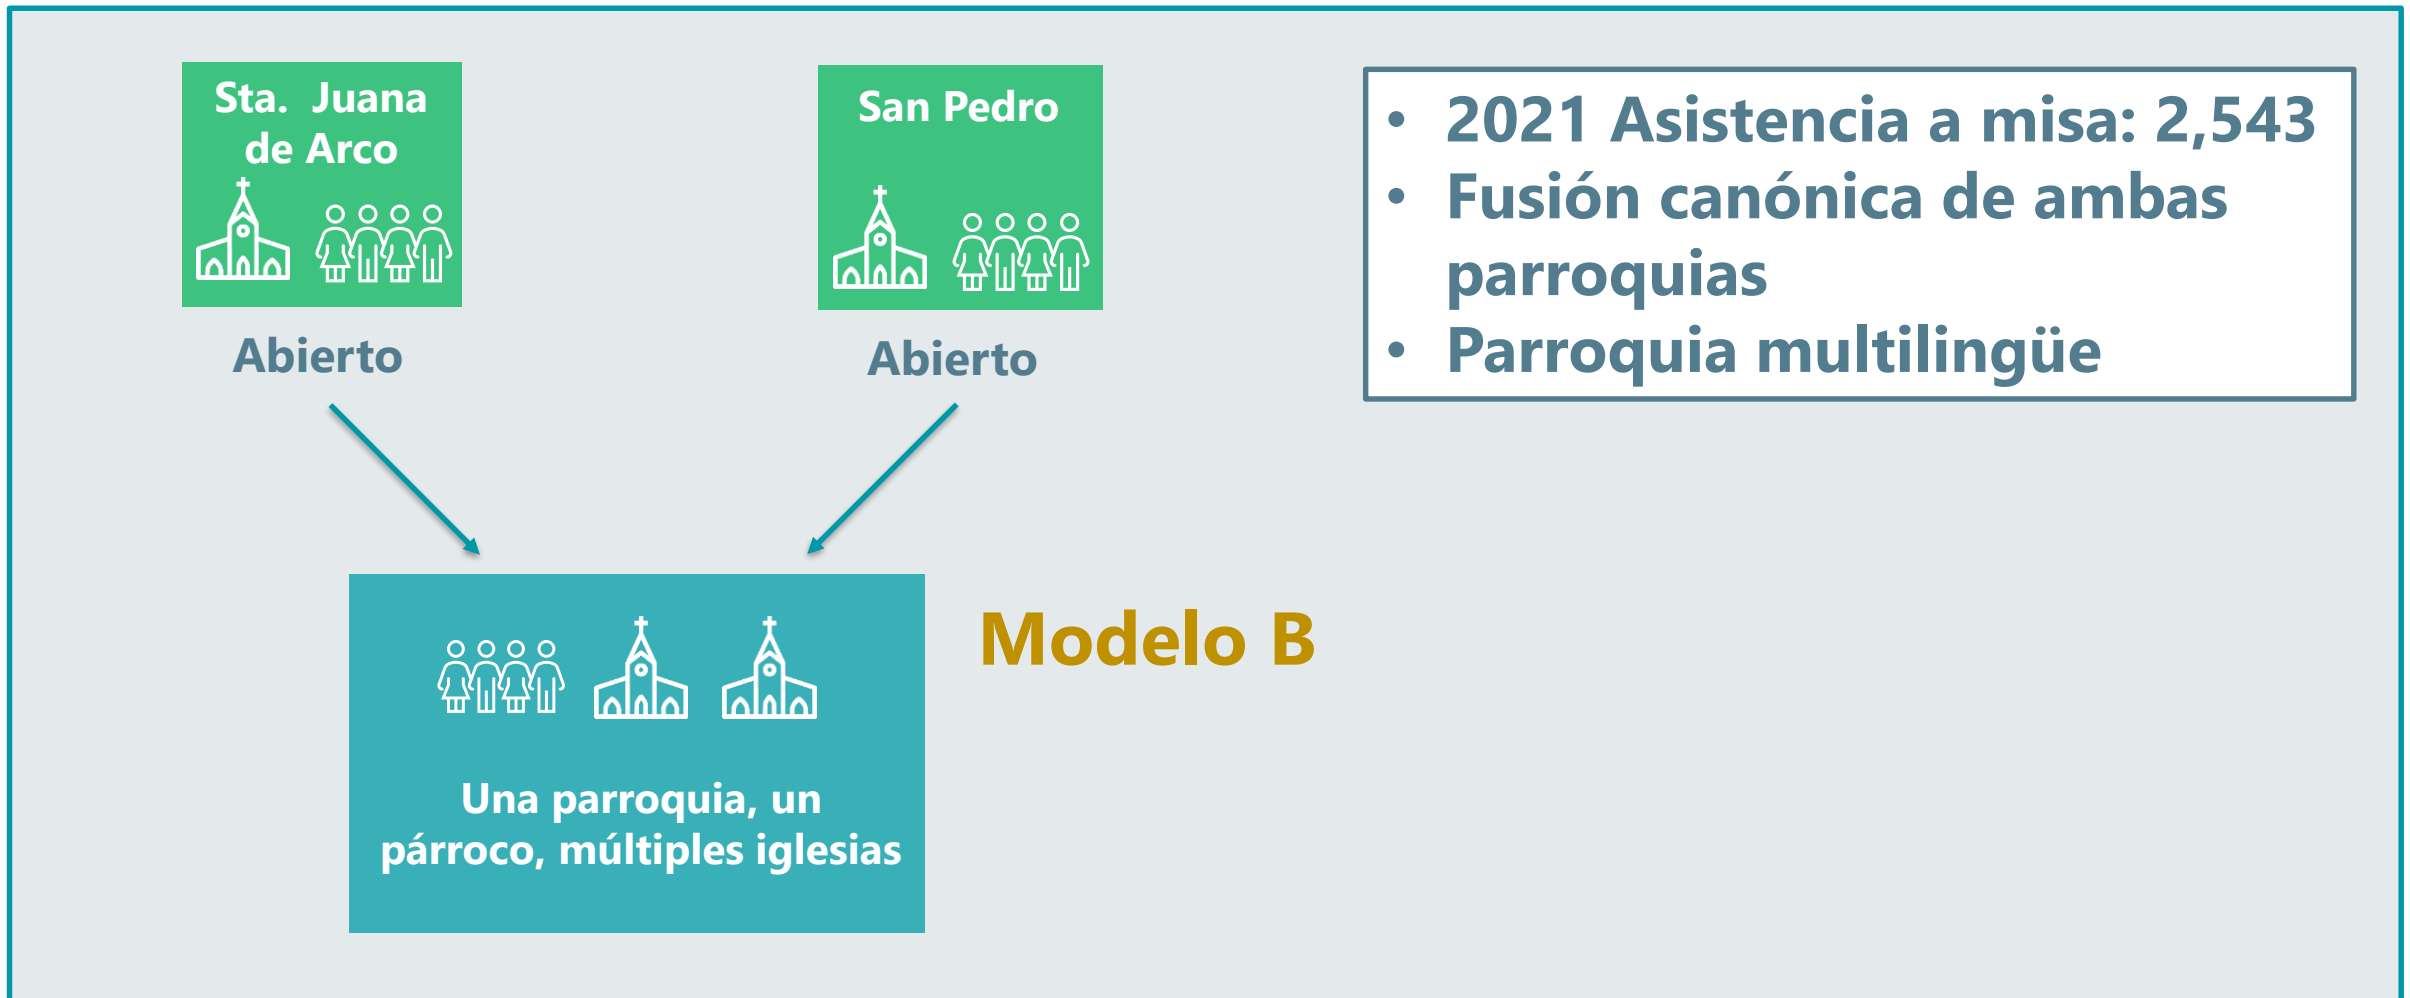 Sta. Juana
de Arco
San Pedro
Abierto
Abierto
• 2021 Asistencia a misa: 2,543
• Fusión canónica de ambas
parroquias
• Parroquia multilingüe
Modelo B
Una parroquia, un
párroco, múltiples iglesias